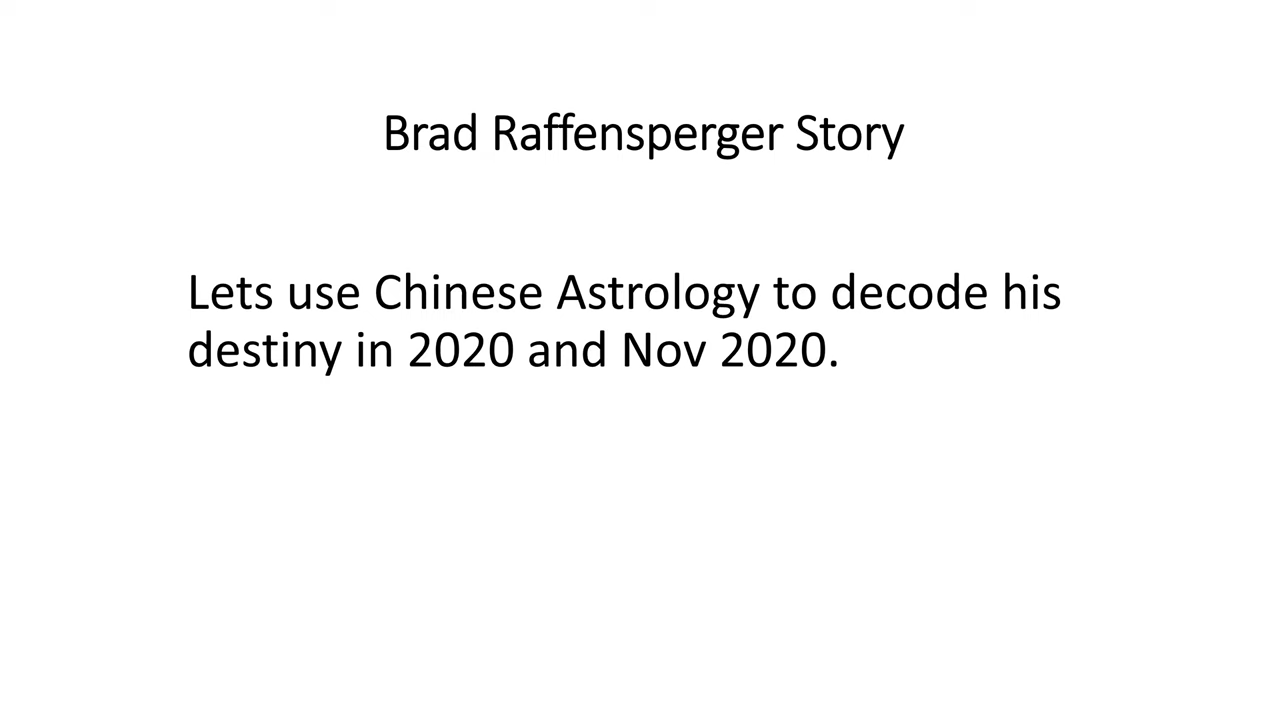 Brad Raffensperger Story
Lets use Chinese Astrology to decode his
destiny in 2020 and Nov 2020.